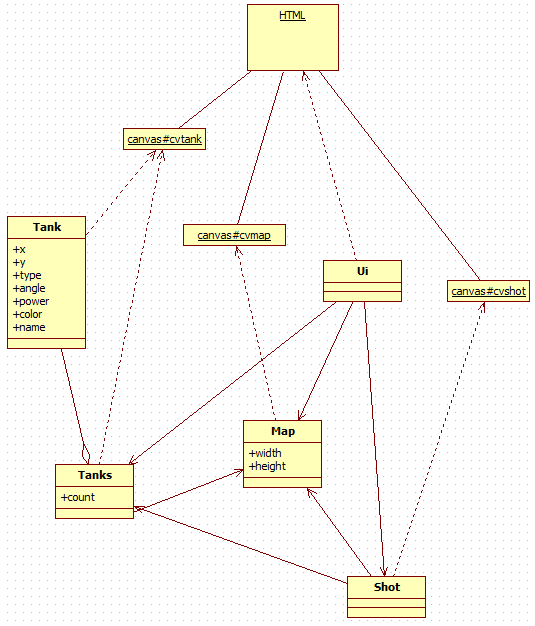 HTML
canvas#cvtank
Tank
+x
+y
+type
+angle
+power
+color
+name
canvas#cvmap
Ui
canvas#cvshot
Map
+width
+height
Tanks
+count
Shot